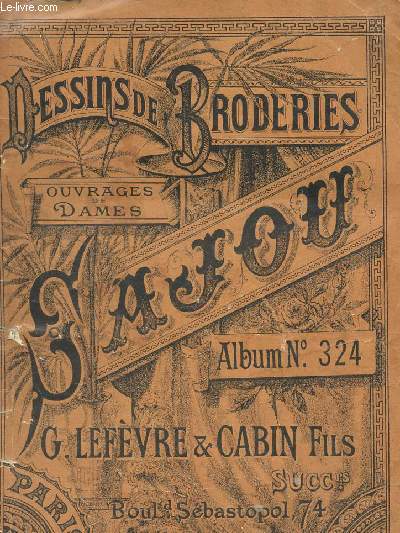 Le-livre.com
DESSINS DE BRODERIES
OUVRAGES
DE
DAMES
SAJOU
Album No. 324
G. LEFÈVRE & CABIN FILS
SUCCrs
PARIS
Bould. Sébastopol 74